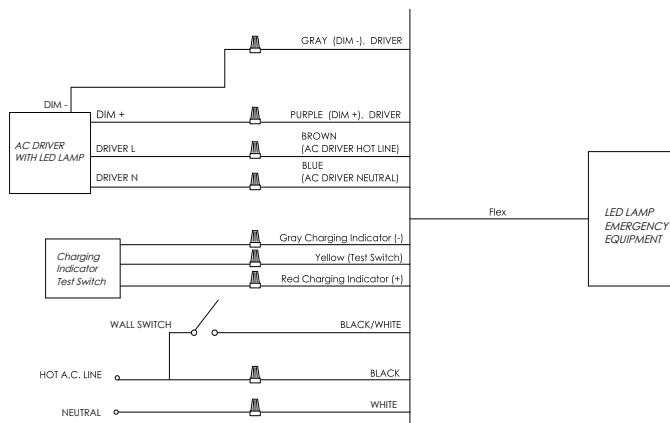 GRAY (DIM -), DRIVER
DIM -
DIM +
PURPLE (DIM +), DRIVER
AC DRIVER
WITH LED LAMP
DRIVER L
BROWN
(AC DRIVER HOT LINE)
DRIVER N
BLUE
(AC DRIVER NEUTRAL)
Flex
LED LAMP
EMERGENCY
EQUIPMENT
Charging
Indicator
Test Switch
Gray Charging Indicator (-)
Yellow (Test Switch)
Red Charging Indicator (+)
WALL SWITCH
BLACK/WHITE
HOT A.C. LINE
BLACK
NEUTRAL
WHITE